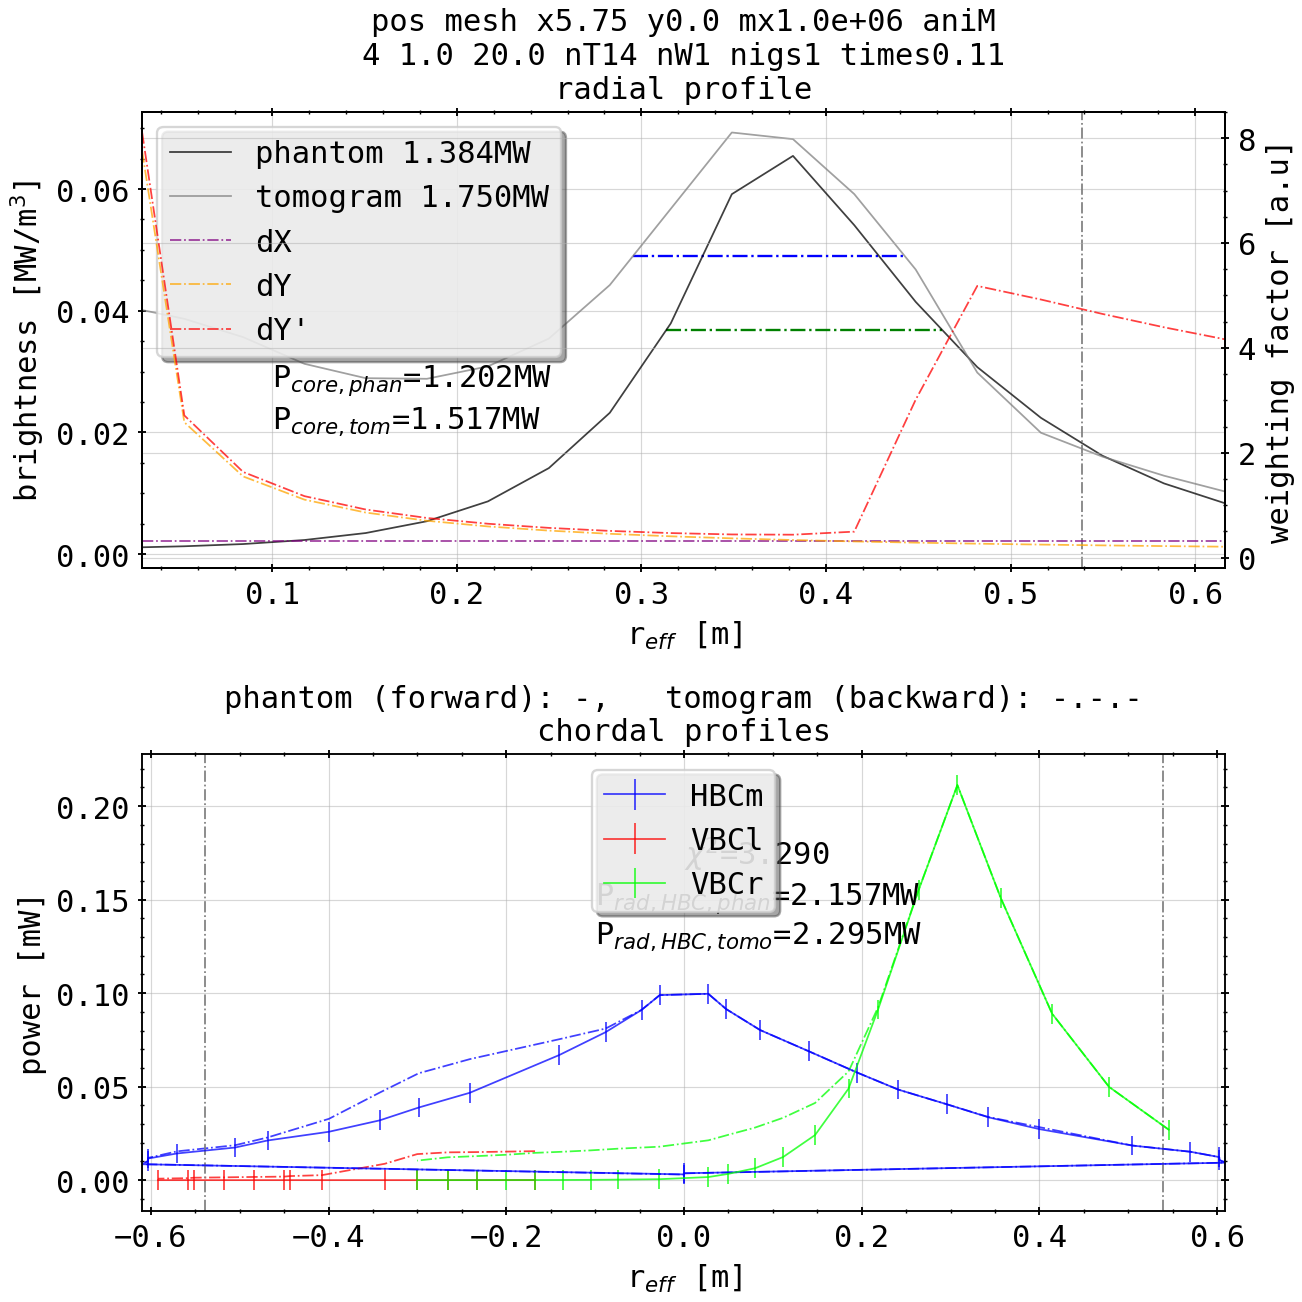 pos mesh x5.75 y0.0 mx1.0e+06 aniM
4 1.0 20.0 nT14 nW1 nigs1 times0.11
radial profile
brightness [MW/m³]
0.06
0.04
0.02
0.00
phantom 1.384MW
tomogram 1.750MW
dX
dY
dY'
P_core,phan=1.202MW
P_core,tom=1.517MW
8
6
4
2
0
weighting factor [a.u]
0.1 0.2 0.3 0.4 0.5 0.6
r_eff [m]
phantom (forward): -, tomogram (backward): -.-.-
chordal profiles
power [mW]
0.20
0.15
0.10
0.05
0.00
HBCm
VBCl
VBCr
χ²=3.290
P_rad,HBC,phan=2.157MW
P_rad,HBC,tomo=2.295MW
−0.6 −0.4 −0.2 0.0 0.2 0.4 0.6
r_eff [m]